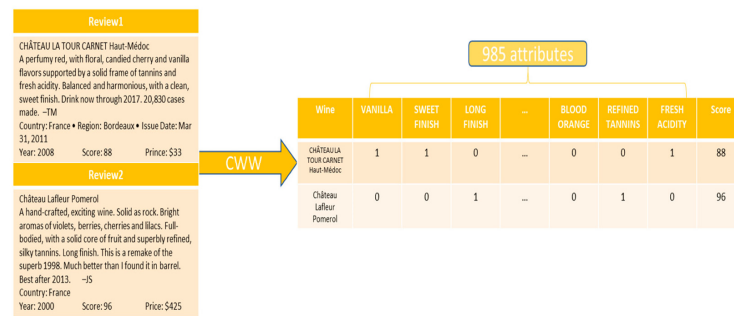 Review1
CHÂTEAU LA TOUR CARNET Haut-Médoc
A perfumy red, with floral, candied cherry and vanilla
flavors supported by a solid frame of tannins and
fresh acidity. Balanced and harmonious, with a clean,
sweet finish. Drink now through 2017. 20,830 cases
made. –TM
Country: France • Region: Bordeaux • Issue Date: Mar
31, 2011
Year: 2008 Score: 88 Prince: $33
Review2
Château Lafleur Pomerol
A hand-crafted, exciting wine. Solid as rock. Bright
aromas of violets, berries, cherries and lilacs. Full-
bodied, with a solid core of fruit and superbly refined,
silky tannins. Long finish. This is a remake of the
superb 1998. Much better than I found it in barrel.
Best after 2013. –JS
Country: France
Year: 2000 Score: 96 Price: $425
CWW
985 attributes
Wine VANILLA SWEET FINISH LONG FINISH ... BLOOD ORANGE REFINED TANNINS FRESH ACIDITY Score
CHÂTEAU LA TOUR CARNET Haut-Médoc 1 1 0 ... 0 0 1 88
Château Lafleur Pomerol 0 0 1 ... 0 1 0 96